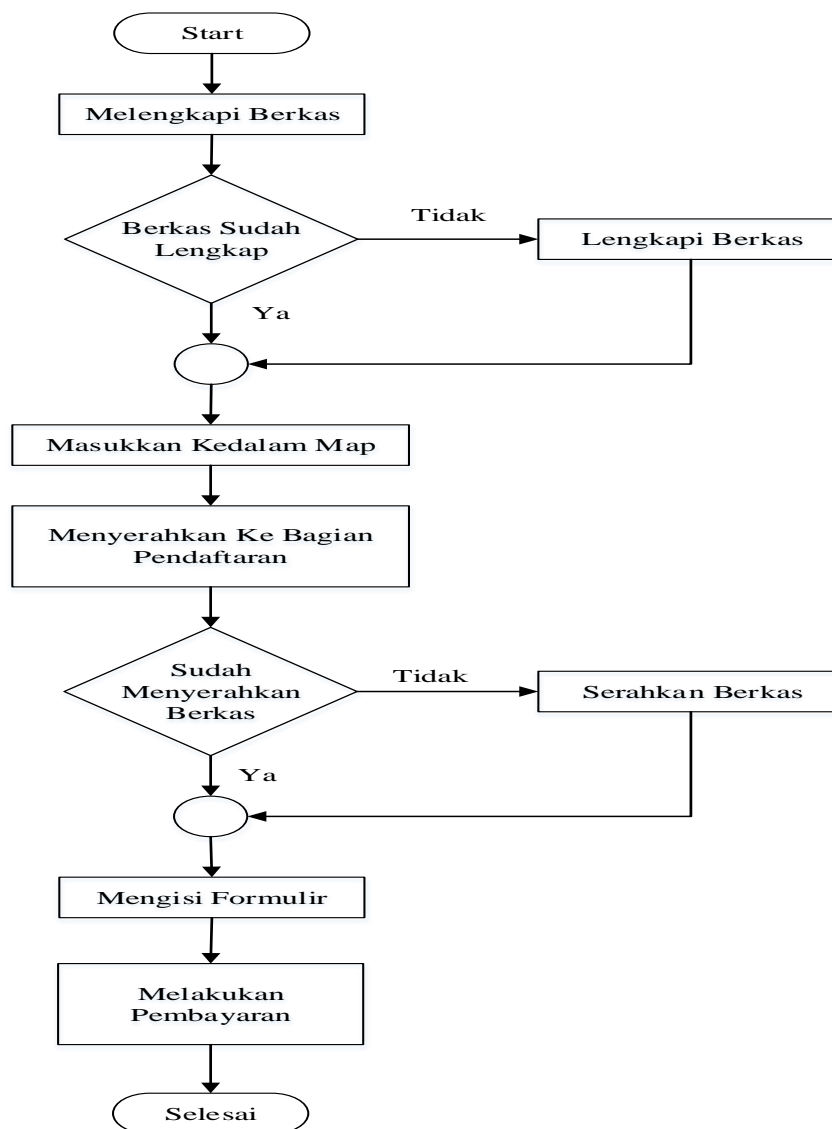 Start
Melengkapi Berkas
Berkas Sudah
Lengkap
Tidak
Lengkapi Berkas
Ya
Masukkan Kedalam Map
Menyerahkan Ke Bagian
Pendaftaran
Sudah
Menyerahkan
Berkas
Tidak
Serahkan Berkas
Ya
Mengisi Formulir
Melakukan
Pembayaran
Selesai